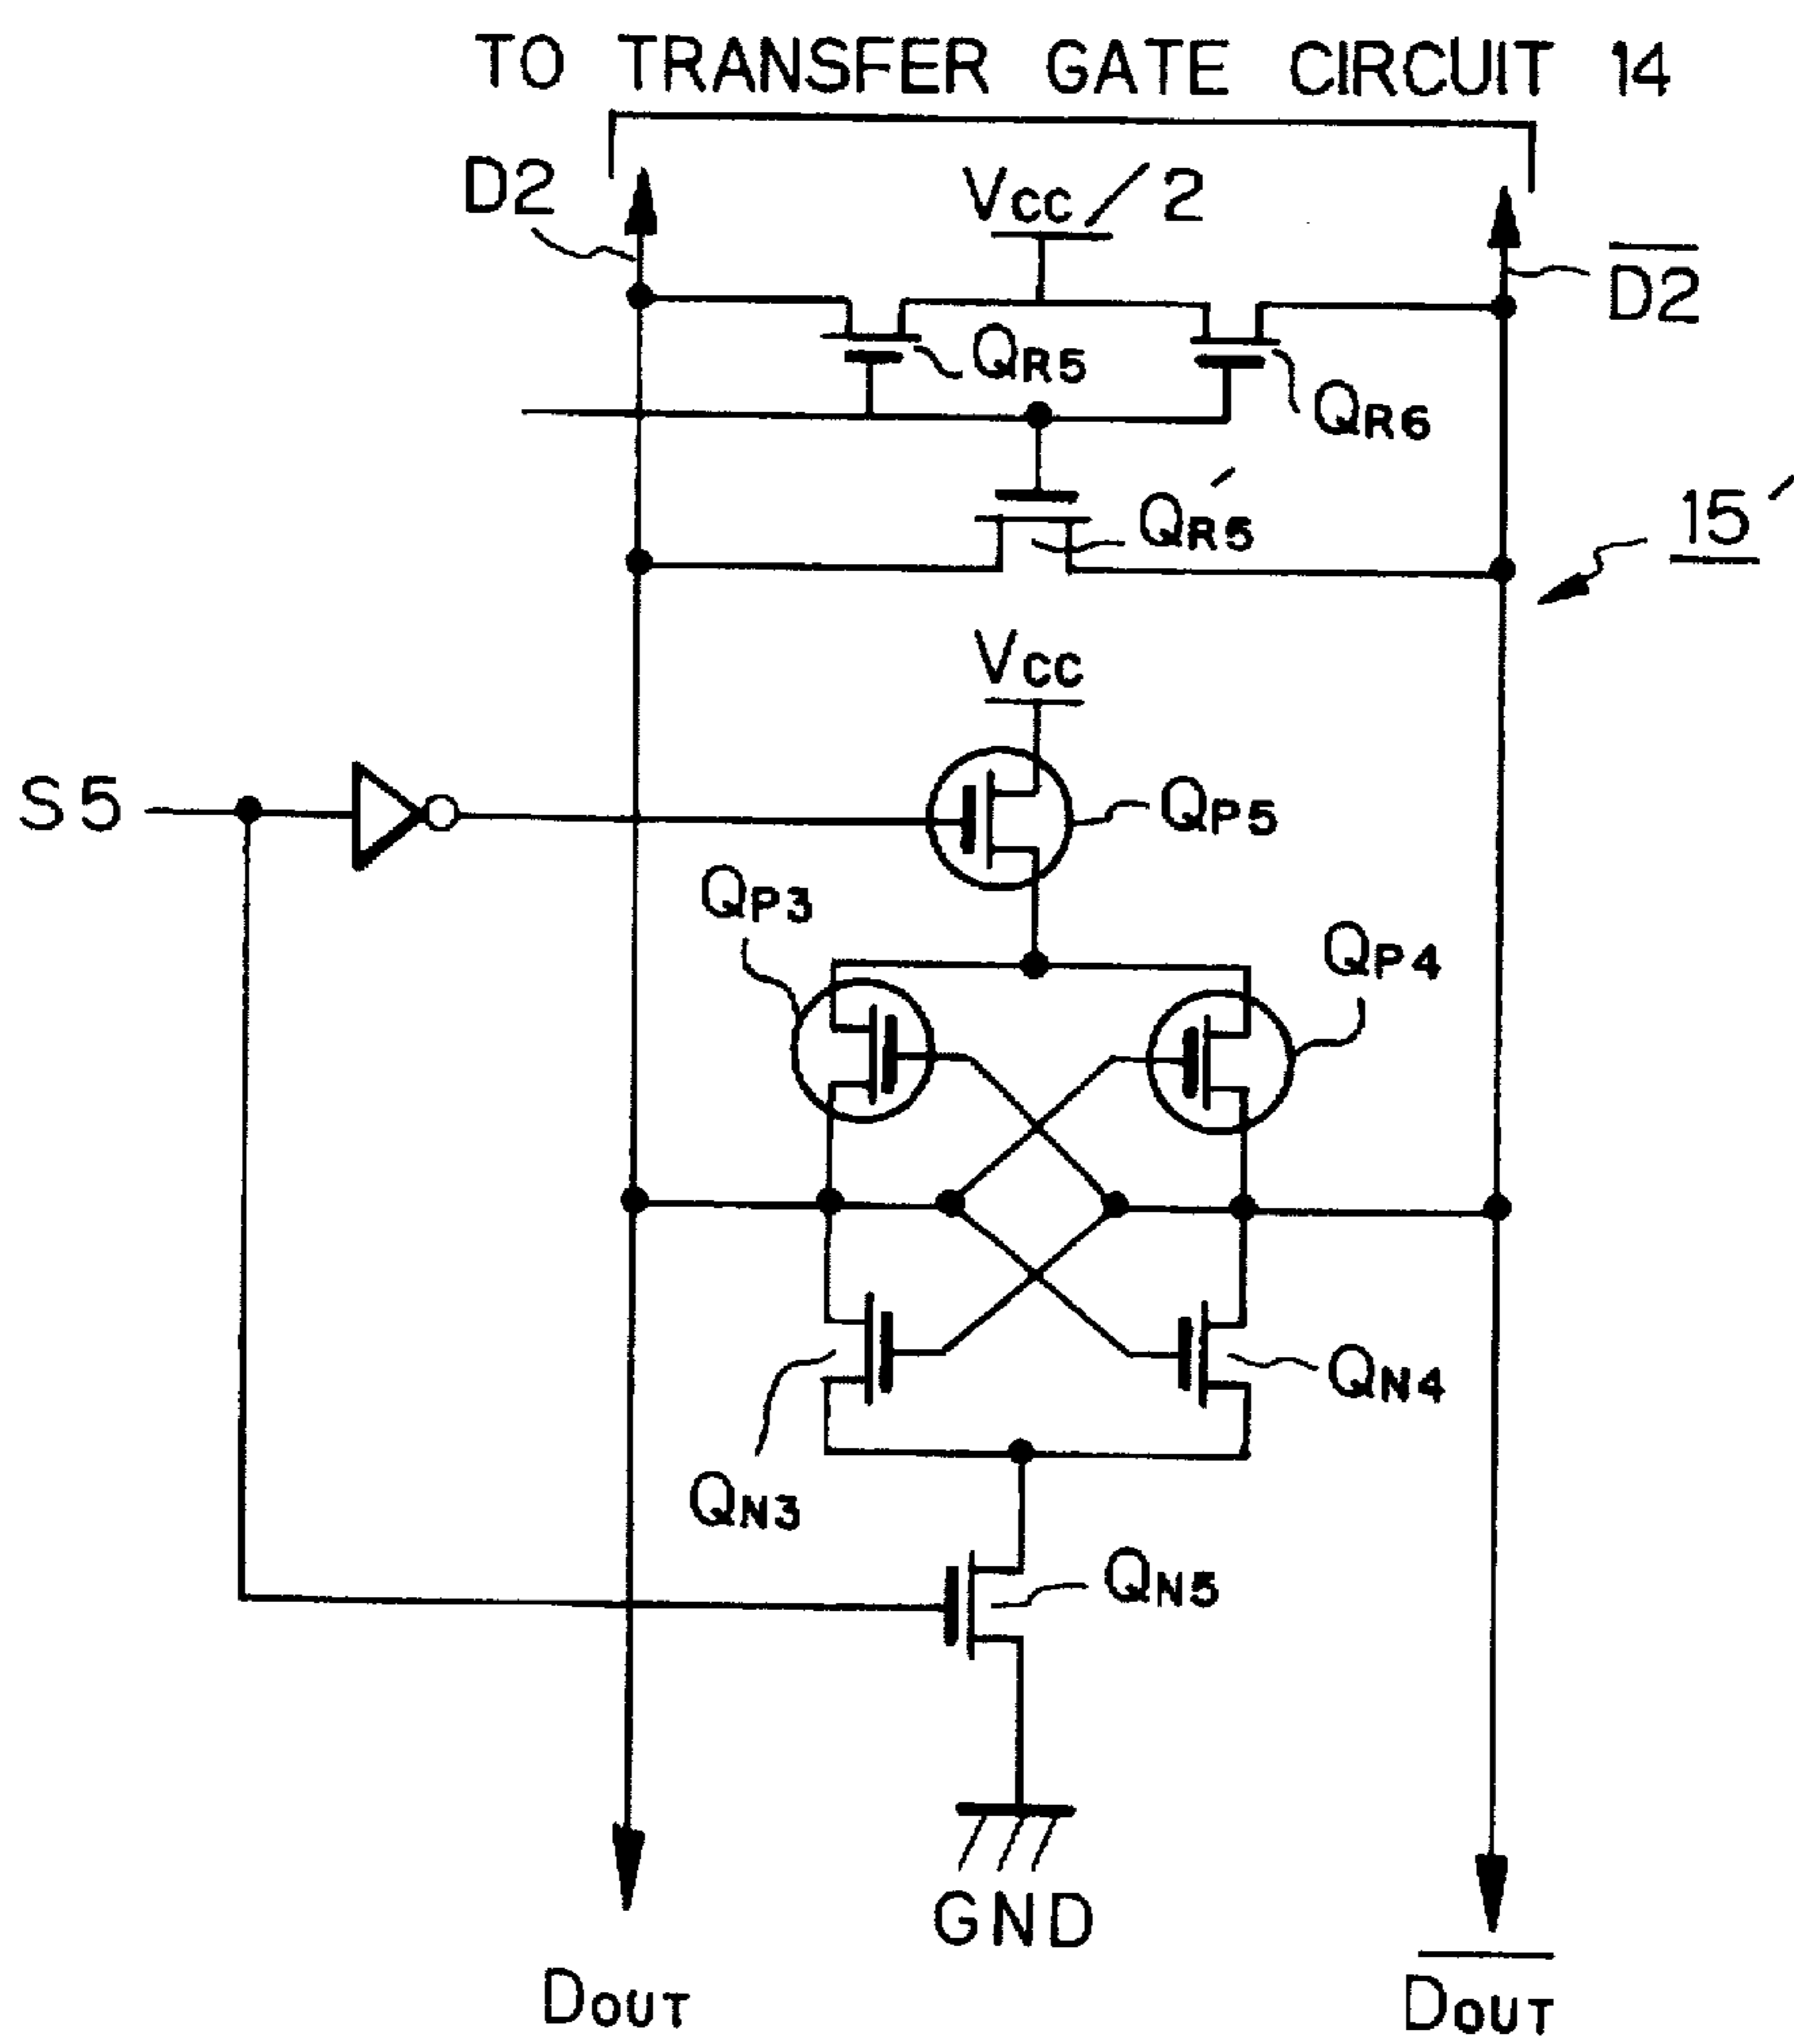 TO TRANSFER GATE CIRCUIT 14
D2
Vcc/2
D2
QR5
QR6
QR5'
15'
Vcc
S5
QP5
QP3
QP4
QN4
QN3
QN5
GND
DOUT
DOUT